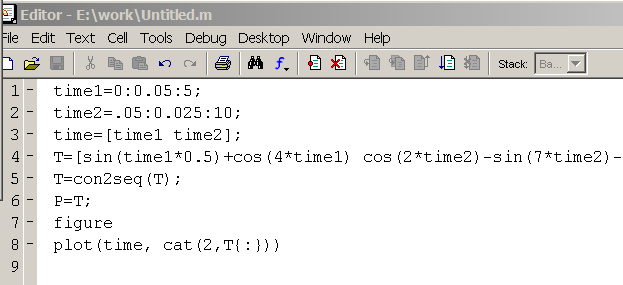 Editor - E:\work\Untitled.m
File Edit Text Cell Tools Debug Desktop Window Help
Stack: Ba...
1 time1=0:0.05:5;
2 time2=.05:0.025:10;
3 time=[time1 time2];
4 T=[sin(time1*0.5)+cos(4*time1) cos(2*time2)-sin(7*time2)-
5 T=con2seq(T);
6 P=T;
7 figure
8 plot(time, cat(2,T{:}))
9